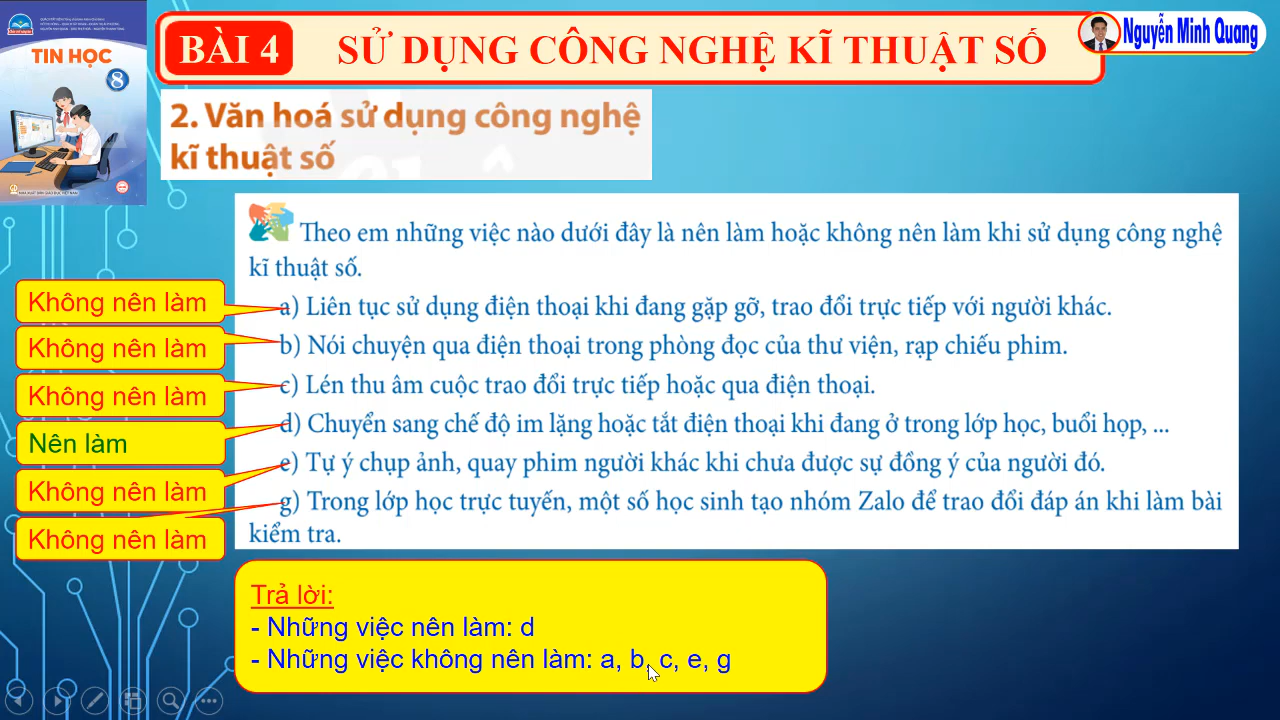 TIN HỌC
8
BÀI 4
SỬ DỤNG CÔNG NGHỆ KĨ THUẬT SỐ
Nguyễn Minh Quang
2. Văn hoá sử dụng công nghệ
kĩ thuật số
Theo em những việc nào dưới đây là nên làm hoặc không nên làm khi sử dụng công nghệ
kĩ thuật số.
Không nên làm
a) Liên tục sử dụng điện thoại khi đang gặp gỡ, trao đổi trực tiếp với người khác.
Không nên làm
b) Nói chuyện qua điện thoại trong phòng đọc của thư viện, rạp chiếu phim.
Không nên làm
c) Lén thu âm cuộc trao đổi trực tiếp hoặc qua điện thoại.
Nên làm
d) Chuyển sang chế độ im lặng hoặc tắt điện thoại khi đang ở trong lớp học, buổi họp, ...
Không nên làm
e) Tự ý chụp ảnh, quay phim người khác khi chưa được sự đồng ý của người đó.
Không nên làm
g) Trong lớp học trực tuyến, một số học sinh tạo nhóm Zalo để trao đổi đáp án khi làm bài
kiểm tra.
Trả lời:
- Những việc nên làm: d
- Những việc không nên làm: a, b, c, e, g